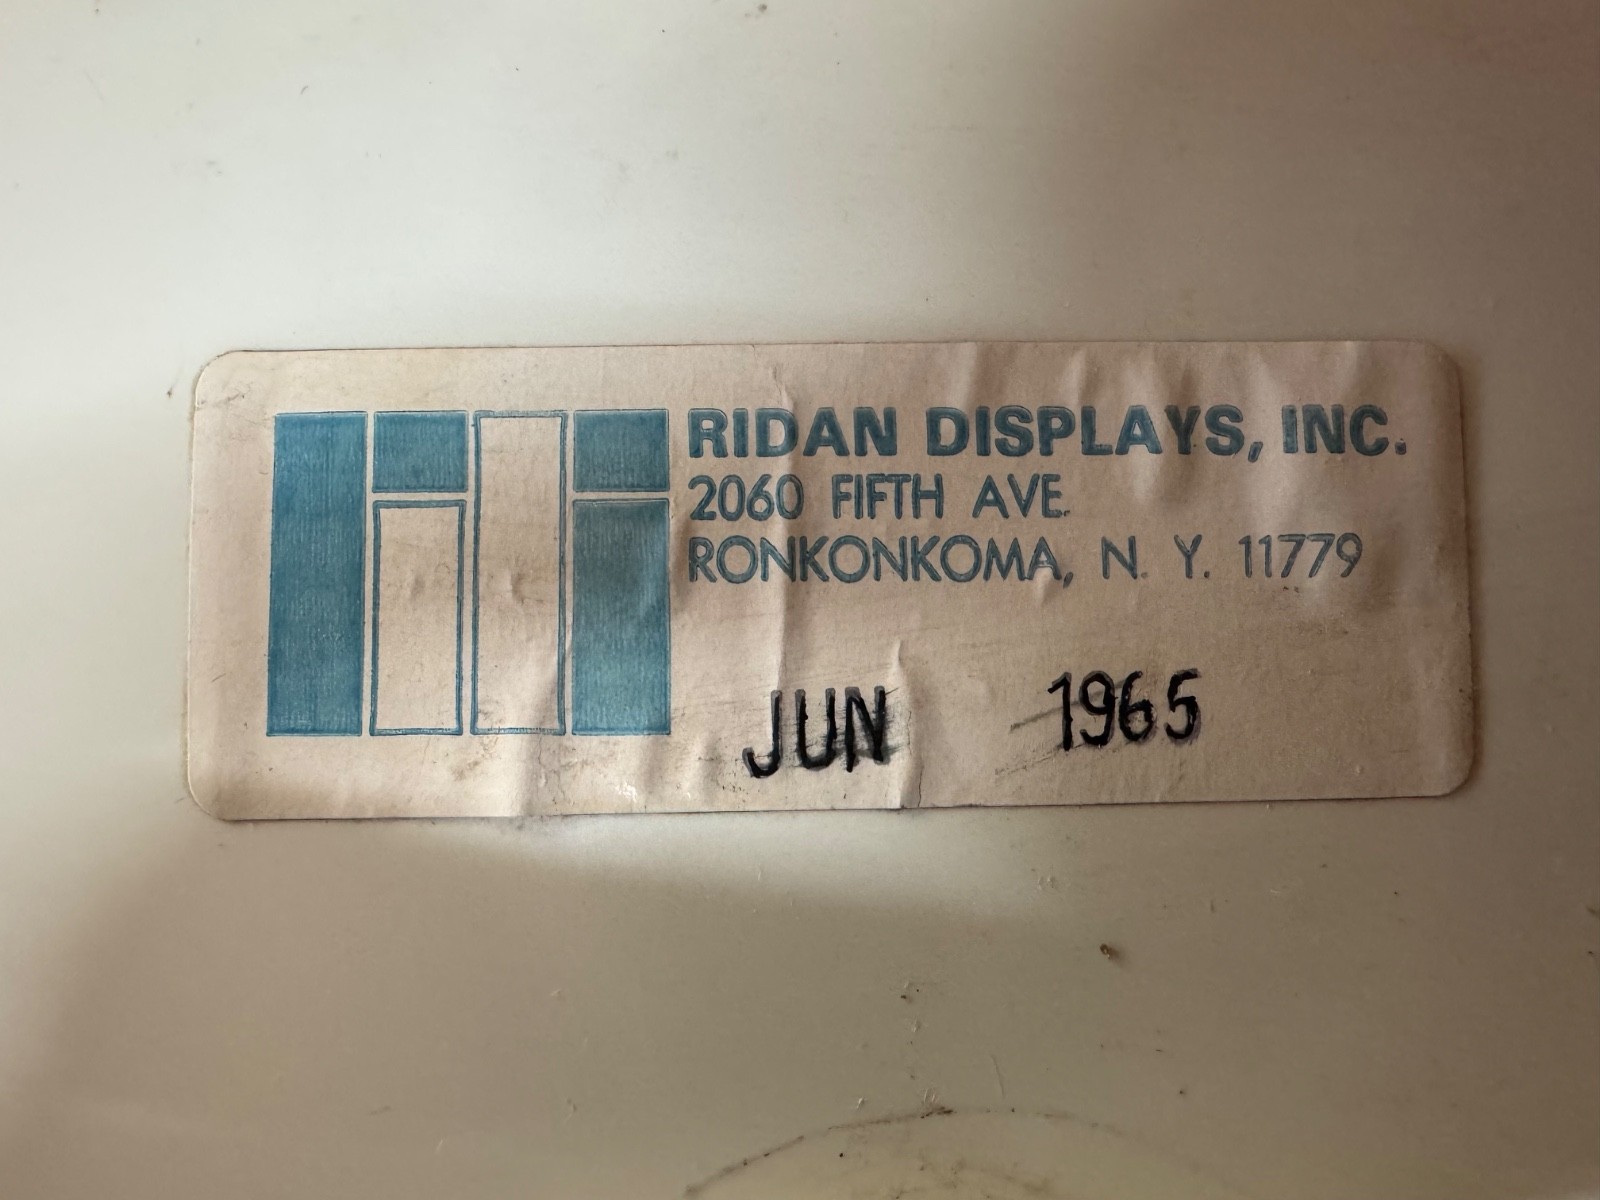 RIDAN DISPLAYS, INC.
2060 FIFTH AVE.
RONKONKOMA, N. Y. 11779
JUN 1965